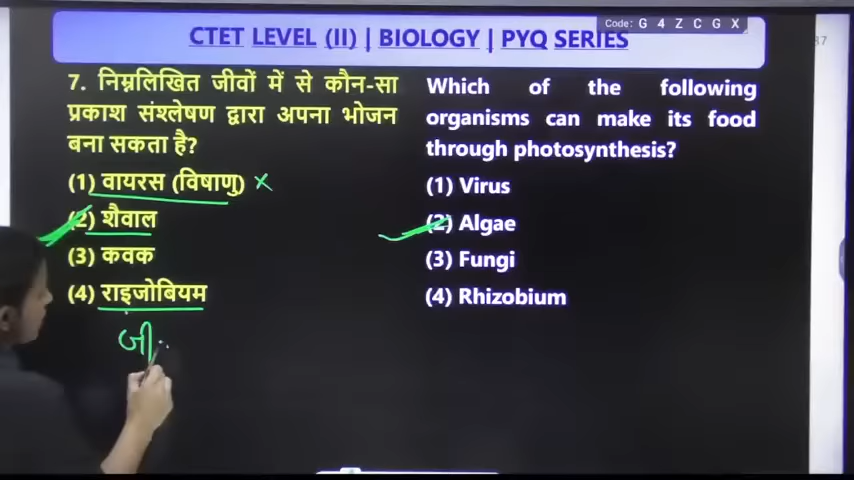 Code: G 4 Z C G X
CTET LEVEL (II) | BIOLOGY | PYQ SERIES
7. निम्नलिखित जीवों में से कौन-सा
प्रकाश संश्लेषण द्वारा अपना भोजन
बना सकता है?
(1) वायरस (विषाणु)
(2) शैवाल
(3) कवक
(4) राइजोबियम
जी
Which of the following
organisms can make its food
through photosynthesis?
(1) Virus
(2) Algae
(3) Fungi
(4) Rhizobium